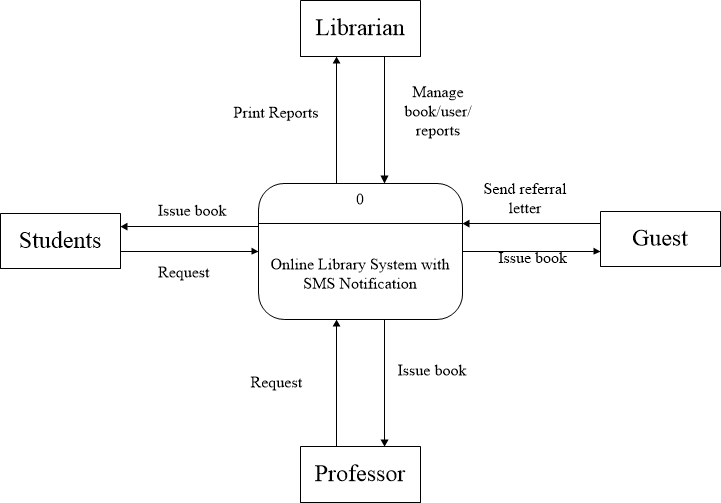 Librarian
Print Reports
Manage
book/user/
reports
0
Send referral
letter
Issue book
Students
Guest
Request
Online Library System with
SMS Notification
Issue book
Request
Issue book
Professor